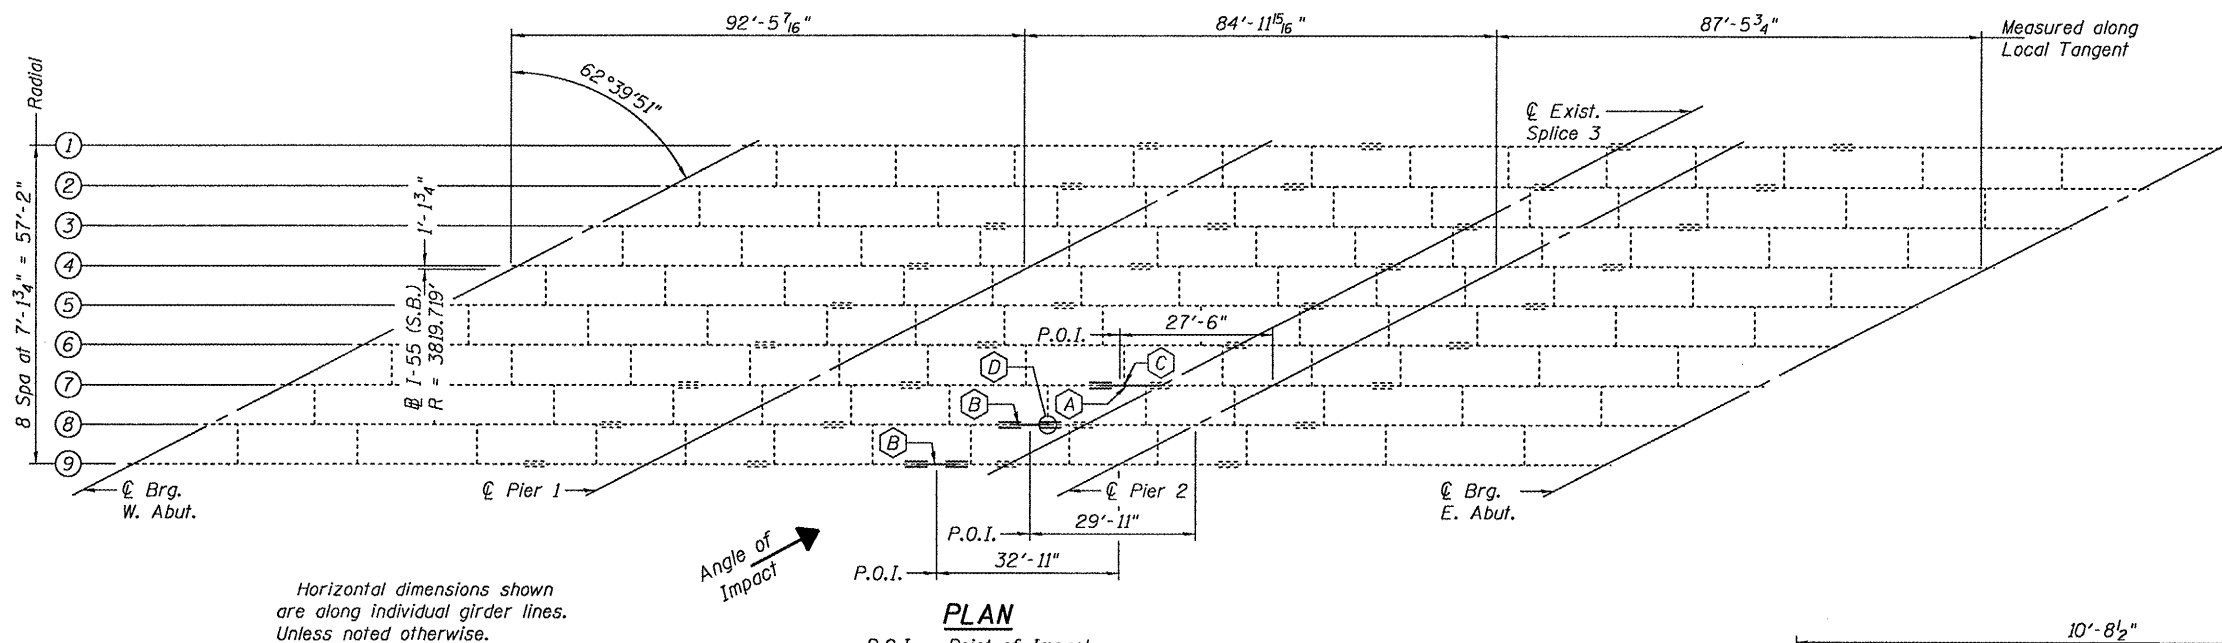 92'-5 7/16"
84'-11 15/16"
87'-5 3/4"
Measured along
Local Tangent
62°39'51"
Radial
8 Spa at 7'-1 3/4" = 57'-2"
1
2
3
4
5
6
7
8
9
1'-1 3/4"
I-55 (S.B.)
R = 3819.719'
℄ Exist.
Splice 3
P.O.I.
27'-6"
D
C
B
A
B
℄ Brg.
W. Abut.
℄ Pier 1
℄ Pier 2
℄ Brg.
E. Abut.
P.O.I.
29'-11"
P.O.I.
32'-11"
Angle of
Impact
Horizontal dimensions shown
are along individual girder lines.
Unless noted otherwise.
PLAN
10'-8 1/2"